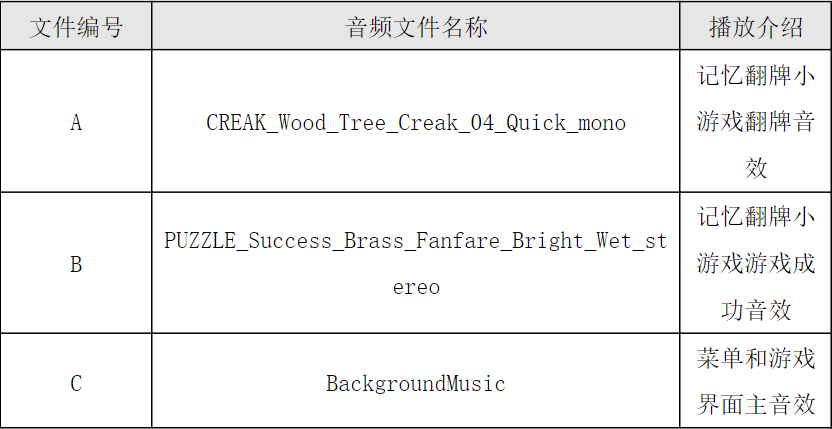 文件编号 音频文件名称 播放介绍
A CREAK_Wood_Tree_Creak_04_Quick_mono 记忆翻牌小
游戏翻牌音
效
B PUZZLE_Success_Brass_Fanfare_Bright_Wet_st
ereo 记忆翻牌小
游戏游戏成
功音效
C BackgroundMusic 菜单和游戏
界面主音效